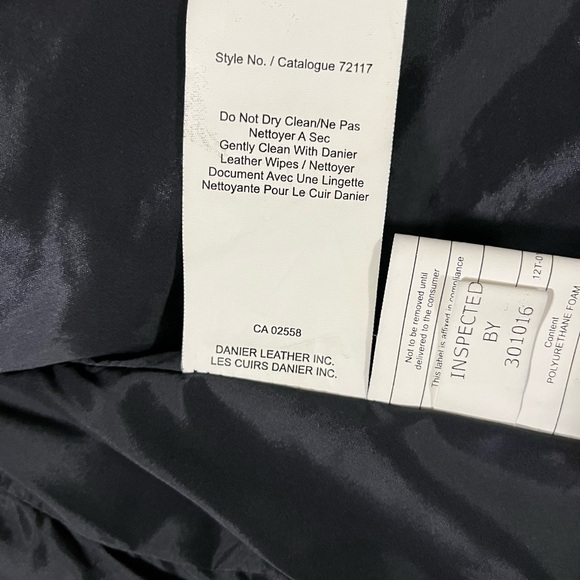 Style No. / Catalogue 72117
Do Not Dry Clean/Ne Pas
Nettoyer A Sec
Gently Clean With Danier
Leather Wipes / Nettoyer
Document Avec Une Lingette
Nettoyante Pour Le Cuir Danier
CA 02558
DANIER LEATHER INC.
LES CUIRS DANIER INC.
Not to be removed until
delivered to the consumer
This label is affixed in compliance
INSPECTED
BY
301016
12T-0
Content
POLYURETHANE FOAM